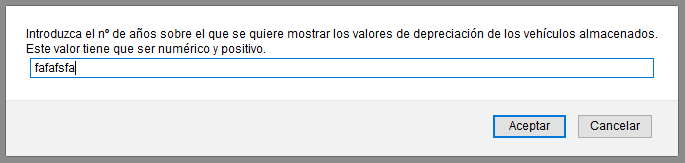 Introduzca el nº de años sobre el que se quiere mostrar los valores de depreciación de los vehículos almacenados.
Este valor tiene que ser numérico y positivo.
fafafsfa
Aceptar Cancelar